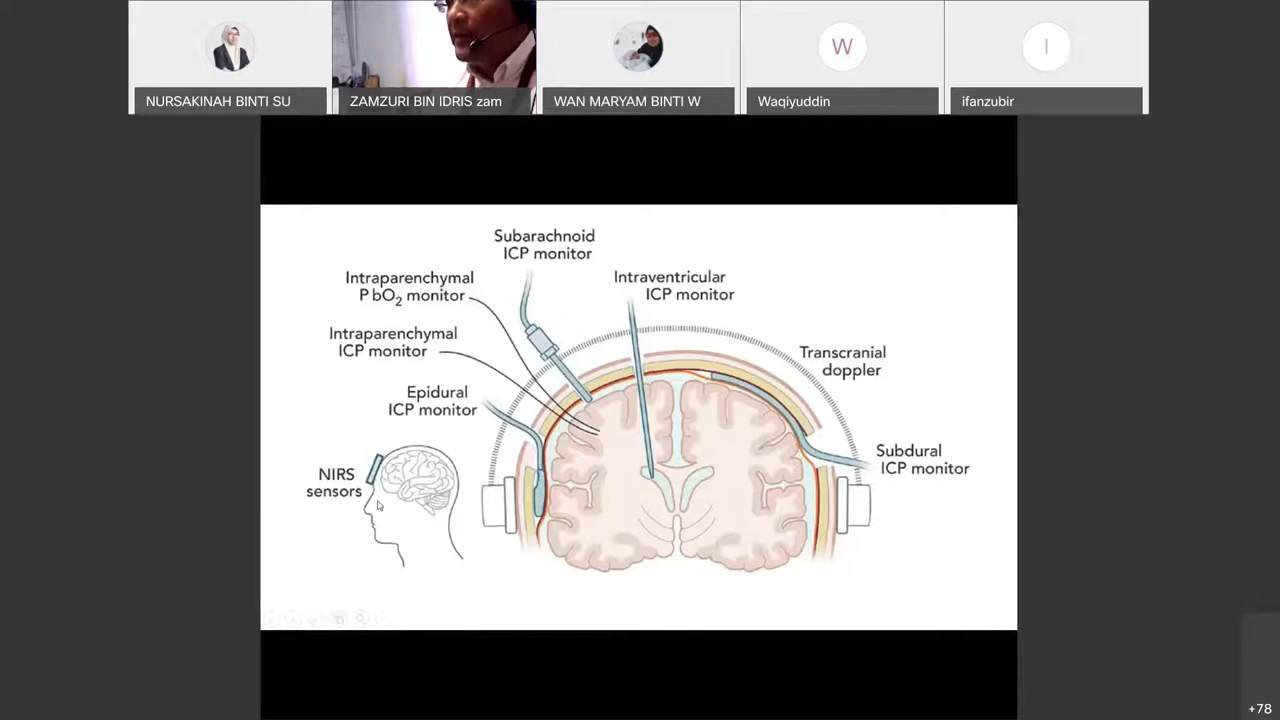 NURSAKINAH BINTI SU
ZAMZURI BIN IDRIS zam
WAN MARYAM BINTI W
W
Waqiyuddin
I
ifanzubir
Subarachnoid
ICP monitor
Intraparenchymal
P bO₂ monitor
Intraventricular
ICP monitor
Intraparenchymal
ICP monitor
Transcranial
doppler
Epidural
ICP monitor
Subdural
ICP monitor
NIRS
sensors
+78